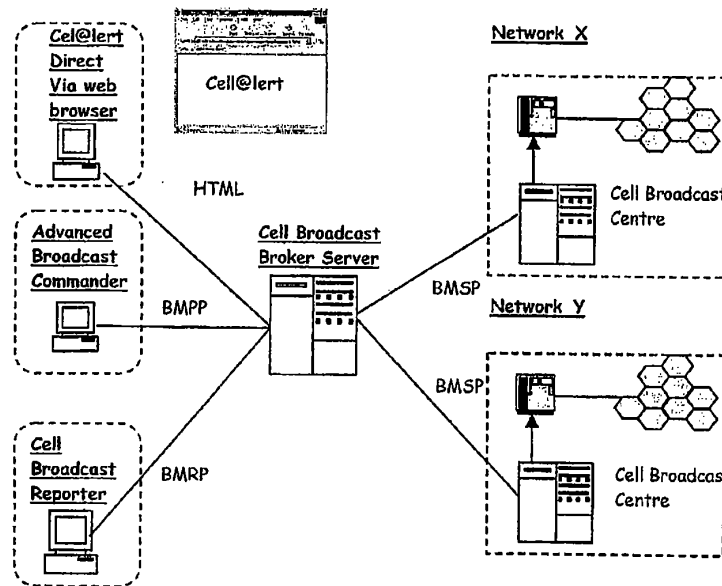 Cel@lert
Direct
Via web
browser
Cell@lert
Network X
HTML
Cell Broadcast
Centre
Advanced
Broadcast
Commander
Cell Broadcast
Broker Server
BMPP
BMSP
Network Y
BMSP
Cell
Broadcast
Reporter
BMRP
Cell Broadcast
Centre